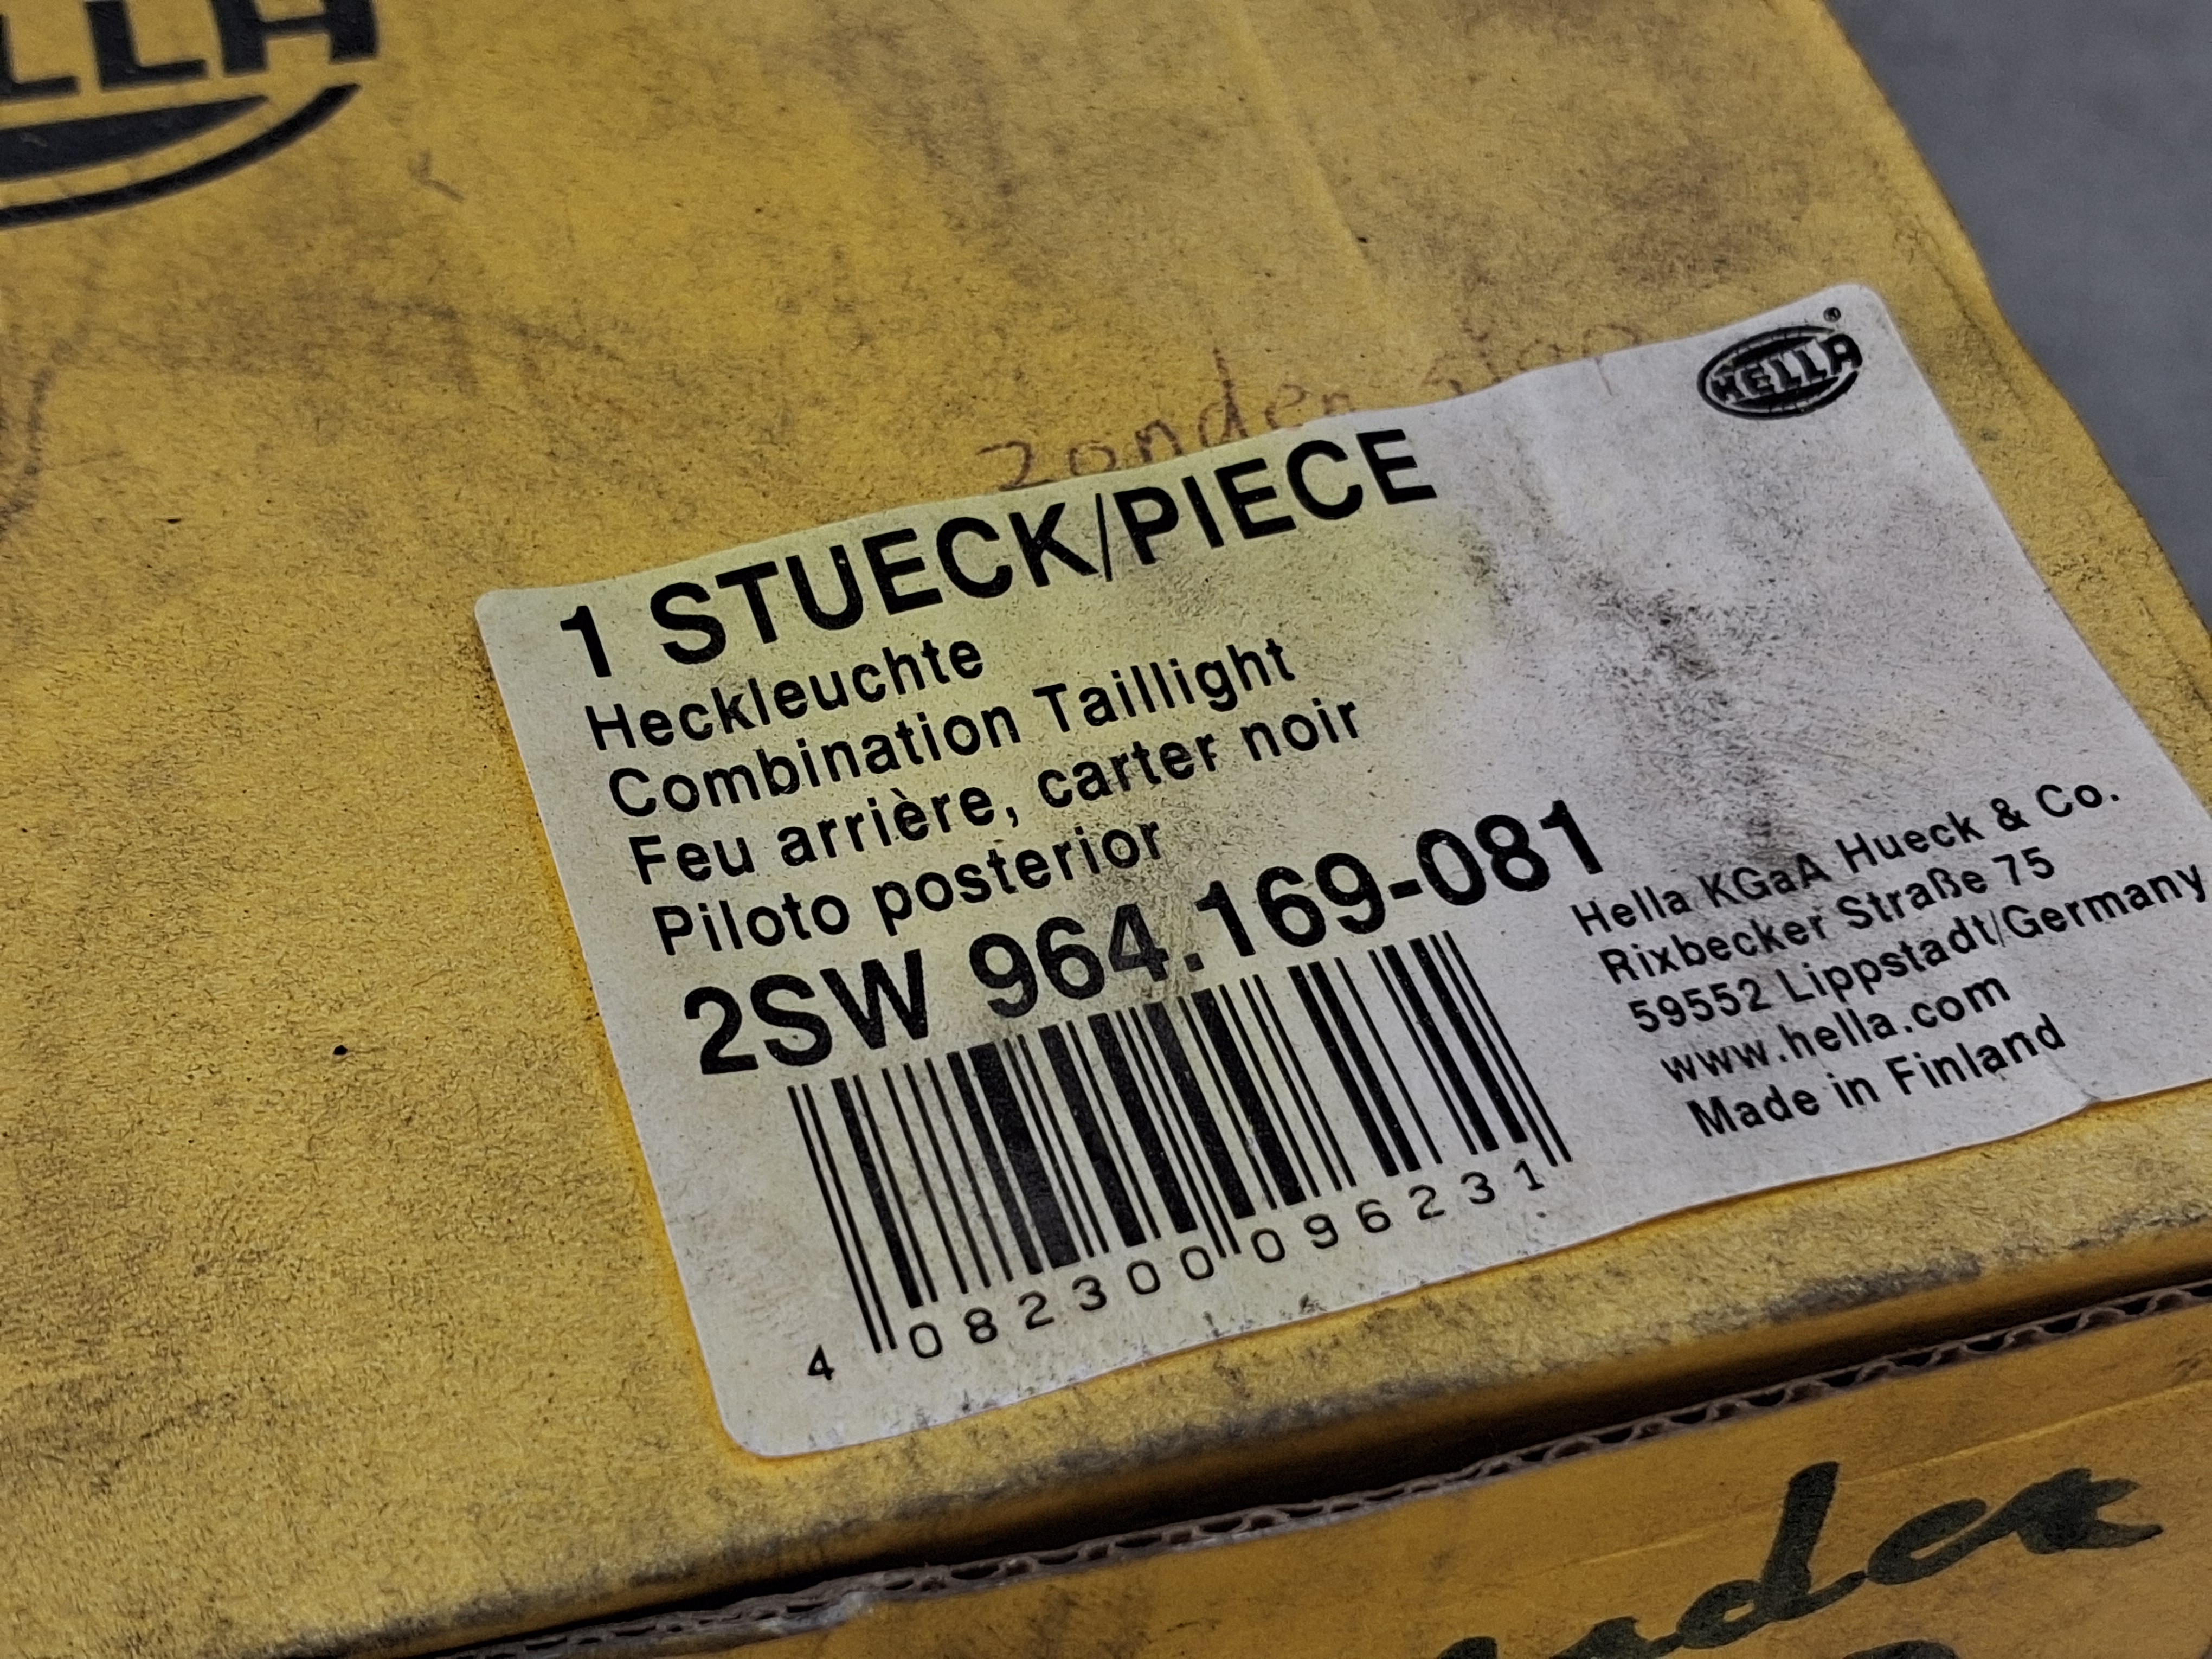 HELLA
zonden
1 STUECK/PIECE
Heckleuchte
Combination Taillight
Feu arrière, carter noir
Piloto posterior
2SW 964.169-081
4 082300 096231
Hella KGaA Hueck & Co.
Rixbecker Straße 75
59552 Lippstadt/Germany
www.hella.com
Made in Finland